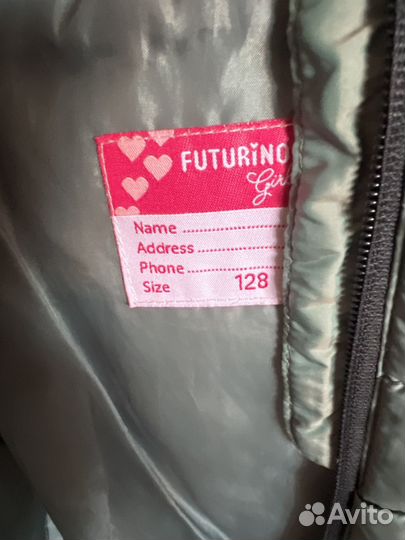 FUTURINO
Girl
Name ....................
Address ..............
Phone ...................
Size 128
Avito